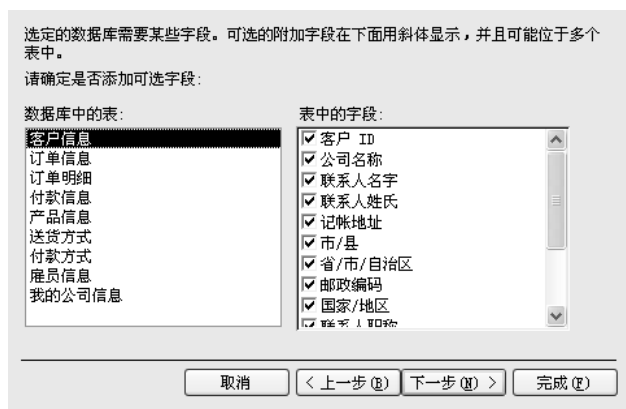 选定的数据库需要某些字段。可选的附加字段在下面用斜体显示，并且可能位于多个
表中。
请确定是否添加可选字段:
数据库中的表:
客户信息
订单信息
订单明细
付款信息
产品信息
送货方式
付款方式
雇员信息
我的公司信息
表中的字段:
客户 ID
公司名称
联系人名字
联系人姓氏
记帐地址
市/县
省/市/自治区
邮政编码
国家/地区
联系人职称
取消
< 上一步(B)
下一步(N) >
完成(F)